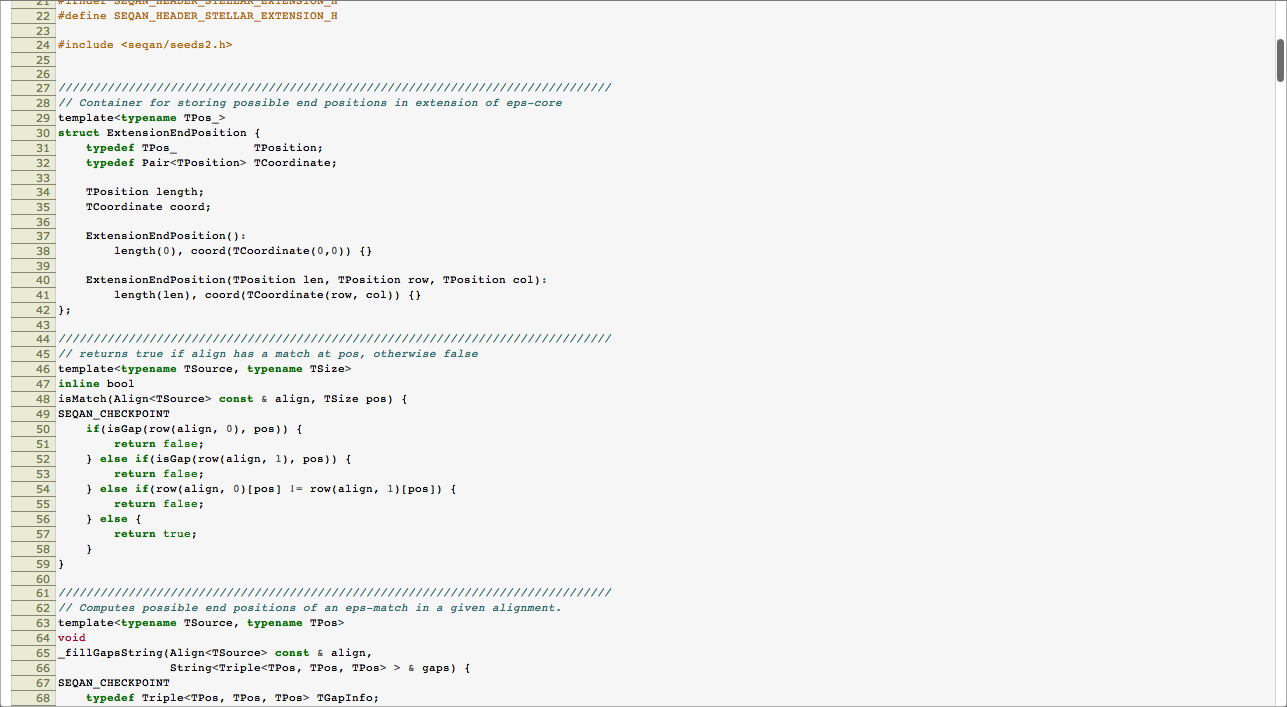 21 #ifndef SEQAN_HEADER_STELLAR_EXTENSION_H
22 #define SEQAN_HEADER_STELLAR_EXTENSION_H
23
24 #include <seqan/seeds2.h>
25
26
27 ///////////////////////////////////////////////////////////////////////////////
28 // Container for storing possible end positions in extension of eps-core
29 template<typename TPos_>
30 struct ExtensionEndPosition {
31     typedef TPos_           TPosition;
32     typedef Pair<TPosition> TCoordinate;
33
34     TPosition length;
35     TCoordinate coord;
36
37     ExtensionEndPosition():
38         length(0), coord(TCoordinate(0,0)) {}
39
40     ExtensionEndPosition(TPosition len, TPosition row, TPosition col):
41         length(len), coord(TCoordinate(row, col)) {}
42 };
43
44 ///////////////////////////////////////////////////////////////////////////////
45 // returns true if align has a match at pos, otherwise false
46 template<typename TSource, typename TSize>
47 inline bool
48 isMatch(Align<TSource> const & align, TSize pos) {
49 SEQAN_CHECKPOINT
50     if(isGap(row(align, 0), pos)) {
51         return false;
52     } else if(isGap(row(align, 1), pos)) {
53         return false;
54     } else if(row(align, 0)[pos] != row(align, 1)[pos]) {
55         return false;
56     } else {
57         return true;
58     }
59 }
60
61 ///////////////////////////////////////////////////////////////////////////////
62 // Computes possible end positions of an eps-match in a given alignment.
63 template<typename TSource, typename TPos>
64 void
65 _fillGapsString(Align<TSource> const & align,
66                 String<Triple<TPos, TPos, TPos> > & gaps) {
67 SEQAN_CHECKPOINT
68     typedef Triple<TPos, TPos, TPos> TGapInfo;